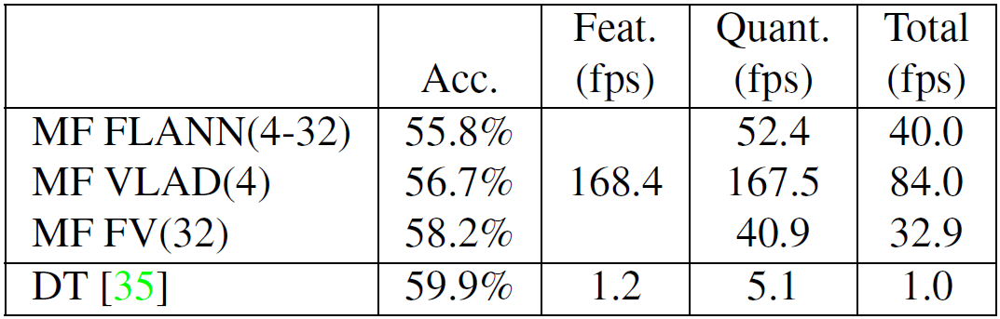 Feat. Quant. Total
Acc. (fps) (fps) (fps)
MF FLANN(4-32) 55.8% 52.4 40.0
MF VLAD(4) 56.7% 168.4 167.5 84.0
MF FV(32) 58.2% 40.9 32.9
DT [35] 59.9% 1.2 5.1 1.0